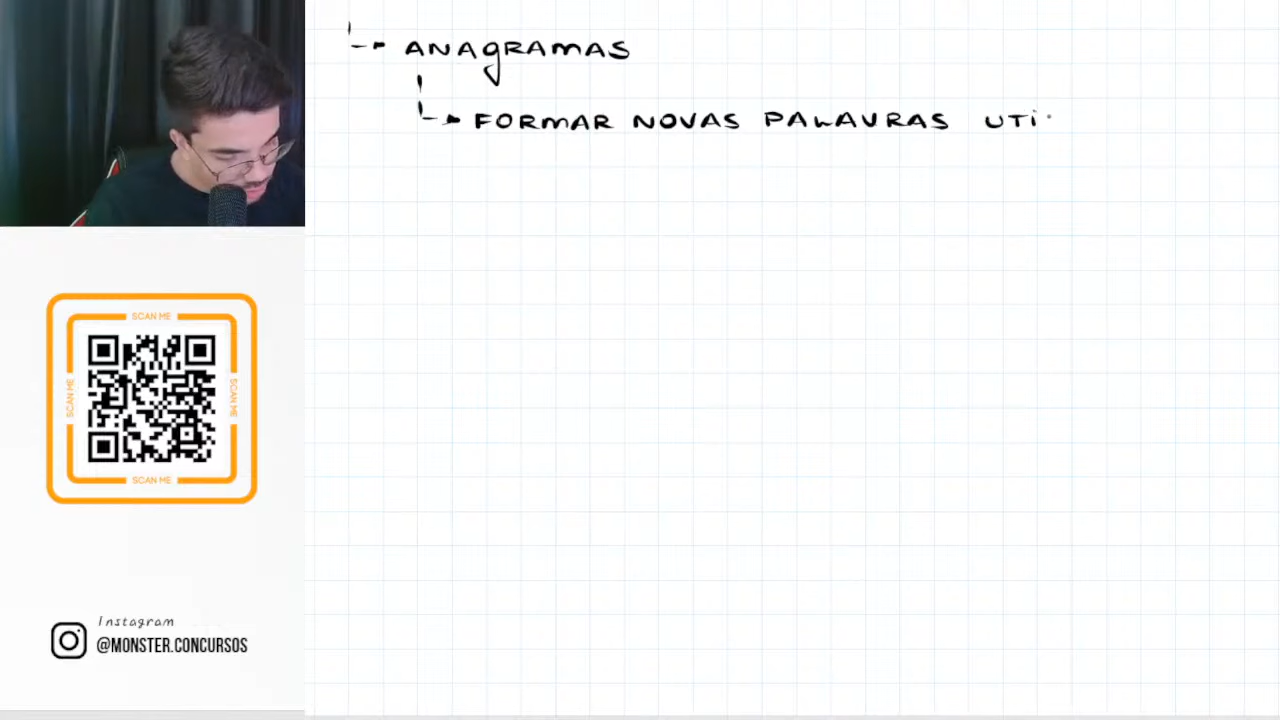 ANAGRAMAS
FORMAR NOVAS PALAVRAS UTi
SCAN ME
SCAN ME
SCAN ME
SCAN ME
Instagram
@MONSTER.CONCURSOS